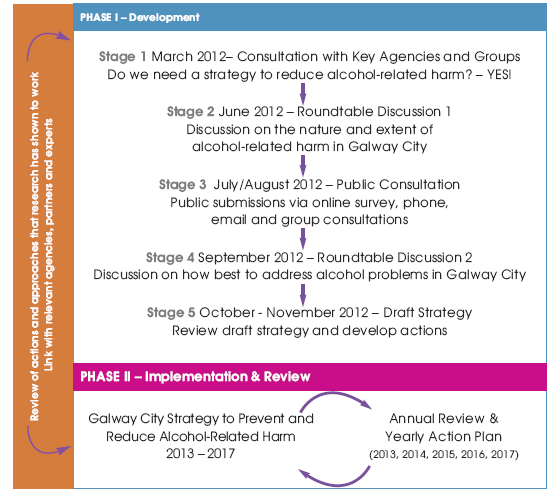 PHASE I – Development
Stage 1 March 2012– Consultation with Key Agencies and Groups
Do we need a strategy to reduce alcohol-related harm? – YES!
Stage 2 June 2012 – Roundtable Discussion 1
Discussion on the nature and extent of
alcohol-related harm in Galway City
Stage 3 July/August 2012 – Public Consultation
Public submissions via online survey, phone,
email and group consultations
Stage 4 September 2012 – Roundtable Discussion 2
Discussion on how best to address alcohol problems in Galway City
Stage 5 October - November 2012 – Draft Strategy
Review draft strategy and develop actions
PHASE II – Implementation & Review
Galway City Strategy to Prevent and
Reduce Alcohol-Related Harm
2013 – 2017
Annual Review &
Yearly Action Plan
(2013, 2014, 2015, 2016, 2017)
Review of actions and approaches that research has shown to work
Link with relevant agencies, partners and experts